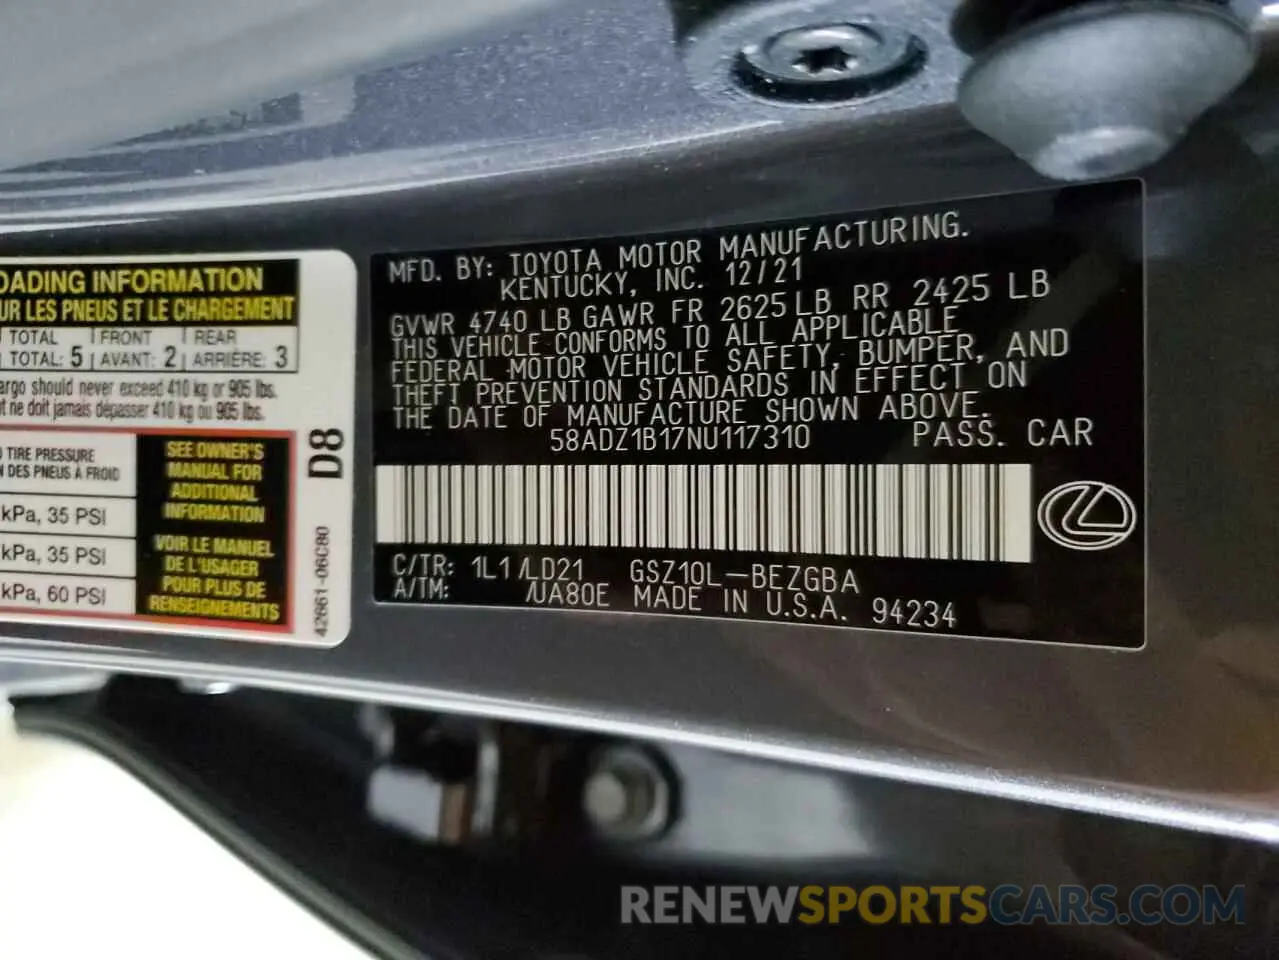 OADING INFORMATION
UR LES PNEUS ET LE CHARGEMENT
TOTAL FRONT REAR
TOTAL: 5 AVANT: 2 ARRIÈRE: 3
argo should never exceed 410 kg or 905 lbs.
t ne doit jamais dépasser 410 kg ou 905 lbs.
TIRE PRESSURE
N DES PNEUS À FROID
kPa, 35 PSI
kPa, 35 PSI
kPa, 60 PSI
SEE OWNER'S
MANUAL FOR
ADDITIONAL
INFORMATION
VOIR LE MANUEL
DE L'USAGER
POUR PLUS DE
RENSEIGNEMENTS
D8
42661-06C80
MFD. BY: TOYOTA MOTOR MANUFACTURING.
KENTUCKY, INC. 12/21
GVWR 4740 LB GAWR FR 2625 LB RR 2425 LB
THIS VEHICLE CONFORMS TO ALL APPLICABLE
FEDERAL MOTOR VEHICLE SAFETY, BUMPER, AND
THEFT PREVENTION STANDARDS IN EFFECT ON
THE DATE OF MANUFACTURE SHOWN ABOVE.
58ADZ1B17NU117310 PASS. CAR
C/TR: 1L1/LD21 GSZ10L-BEZGBA
A/TM: /UA80E MADE IN U.S.A. 94234
RENEWSPORTSCARS.COM